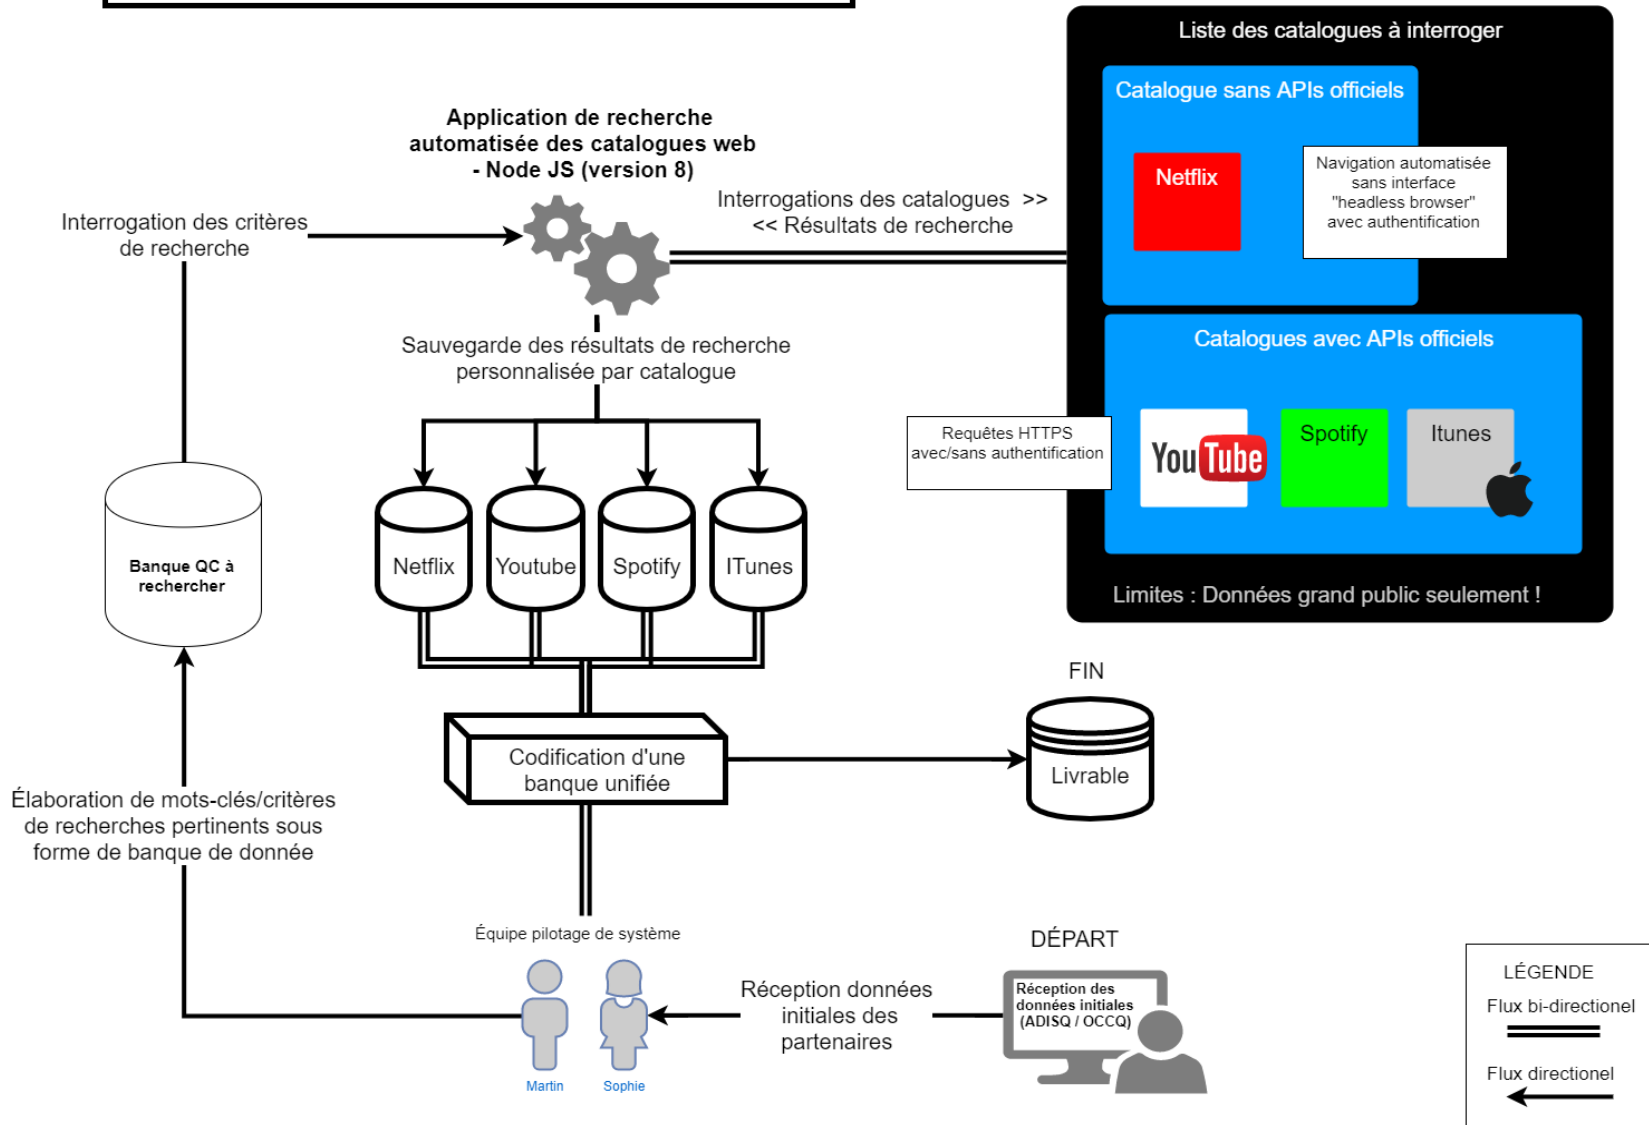 Liste des catalogues à interroger
Catalogue sans APIs officiels
Netflix
Navigation automatisée
sans interface
"headless browser"
avec authentification
Catalogues avec APIs officiels
Requêtes HTTPS
avec/sans authentification
YouTube
Spotify
Itunes
Limites : Données grand public seulement !
Application de recherche
automatisée des catalogues web
- Node JS (version 8)
Interrogations des catalogues >>
<< Résultats de recherche
Interrogation des critères
de recherche
Sauvegarde des résultats de recherche
personnalisée par catalogue
Netflix
Youtube
Spotify
ITunes
Banque QC à
rechercher
FIN
Livrable
Codification d'une
banque unifiée
Élaboration de mots-clés/critères
de recherches pertinents sous
forme de banque de donnée
Équipe pilotage de système
Martin
Sophie
Réception données
initiales des
partenaires
DÉPART
Réception des
données initiales
(ADISQ / OCCQ)
LÉGENDE
Flux bi-directionel
Flux directionel